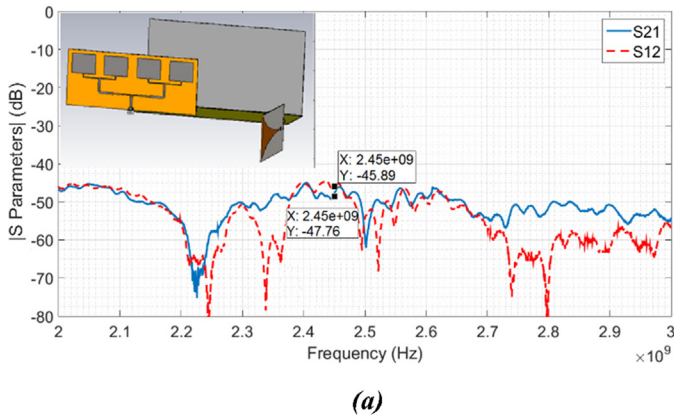 0
-10
-20
-30
-40
-50
-60
-70
-80
|S Parameters| (dB)
S21
S12
X: 2.45e+09
Y: -45.89
X: 2.45e+09
Y: -47.76
2 2.1 2.2 2.3 2.4 2.5 2.6 2.7 2.8 2.9 3
Frequency (Hz)
×10⁹
(a)